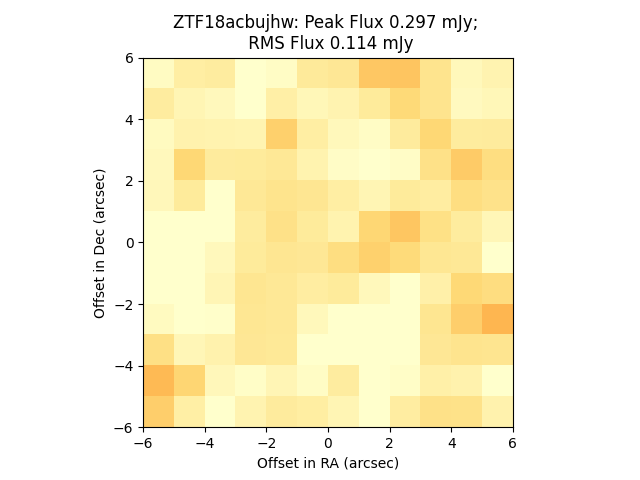 ZTF18acbujhw: Peak Flux 0.297 mJy;
RMS Flux 0.114 mJy
6
4
2
0
−2
−4
−6
Offset in Dec (arcsec)
−6 −4 −2 0 2 4 6
Offset in RA (arcsec)